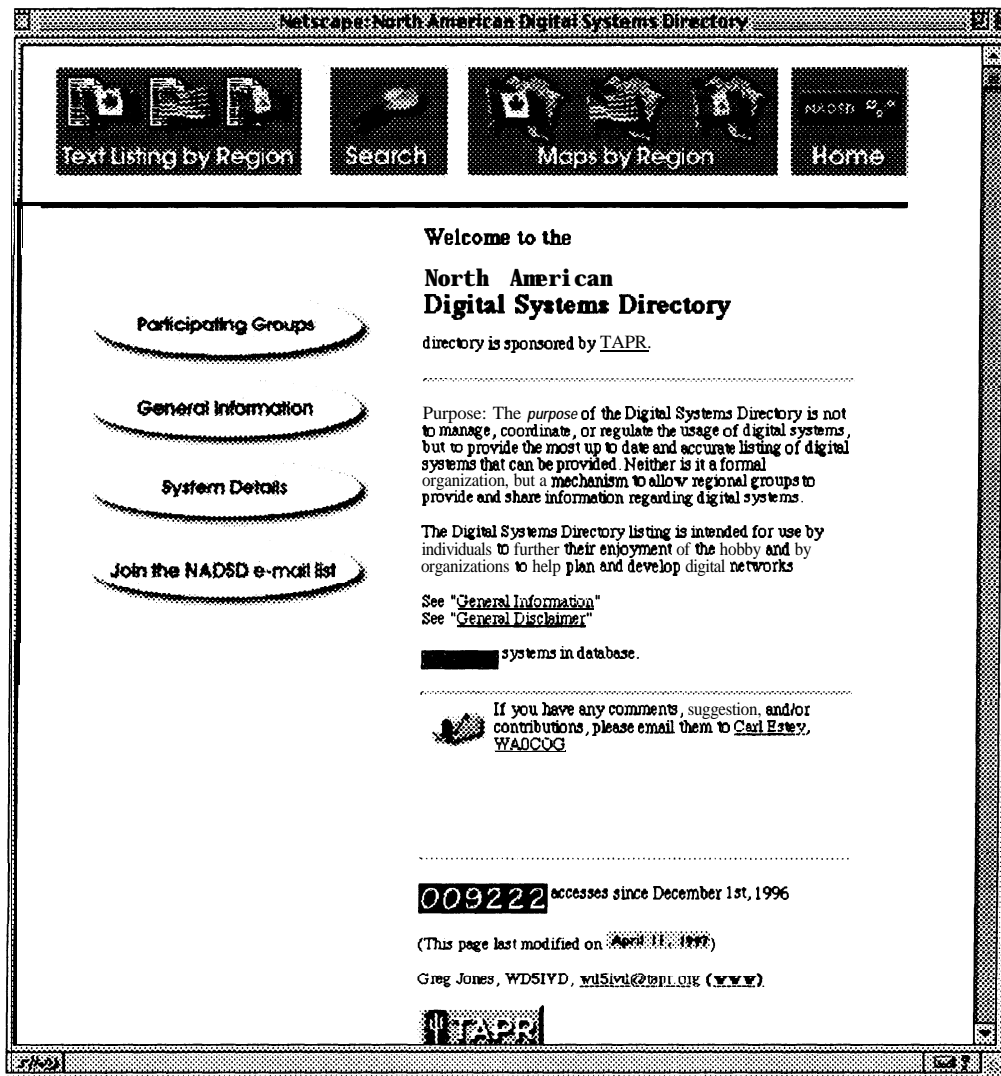 Netscape: North American Digital Systems Directory
Text Listing by Region
Search
Maps by Region
NADSD
Home
Welcome to the
North American
Digital Systems Directory
directory is sponsored by TAPR.
Participating Groups
General Information
System Details
Join the NADSD e-mail list
Purpose: The purpose of the Digital Systems Directory is not
to manage, coordinate, or regulate the usage of digital systems,
but to provide the most up to date and accurate listing of digital
systems that can be provided. Neither is it a formal
organization, but a mechanism to allow regional groups to
provide and share information regarding digital systems.
The Digital Systems Directory listing is intended for use by
individuals to further their enjoyment of the hobby and by
organizations to help plan and develop digital networks
See "General Information"
See "General Disclaimer"
systems in database.
If you have any comments, suggestion, and/or
contributions, please email them to Carl Estey,
WA0COG
009222 accesses since December 1st, 1996
(This page last modified on April 11, 1997)
Greg Jones, WD5IVD, wd5ivd@tapr.org (www)
TAPR